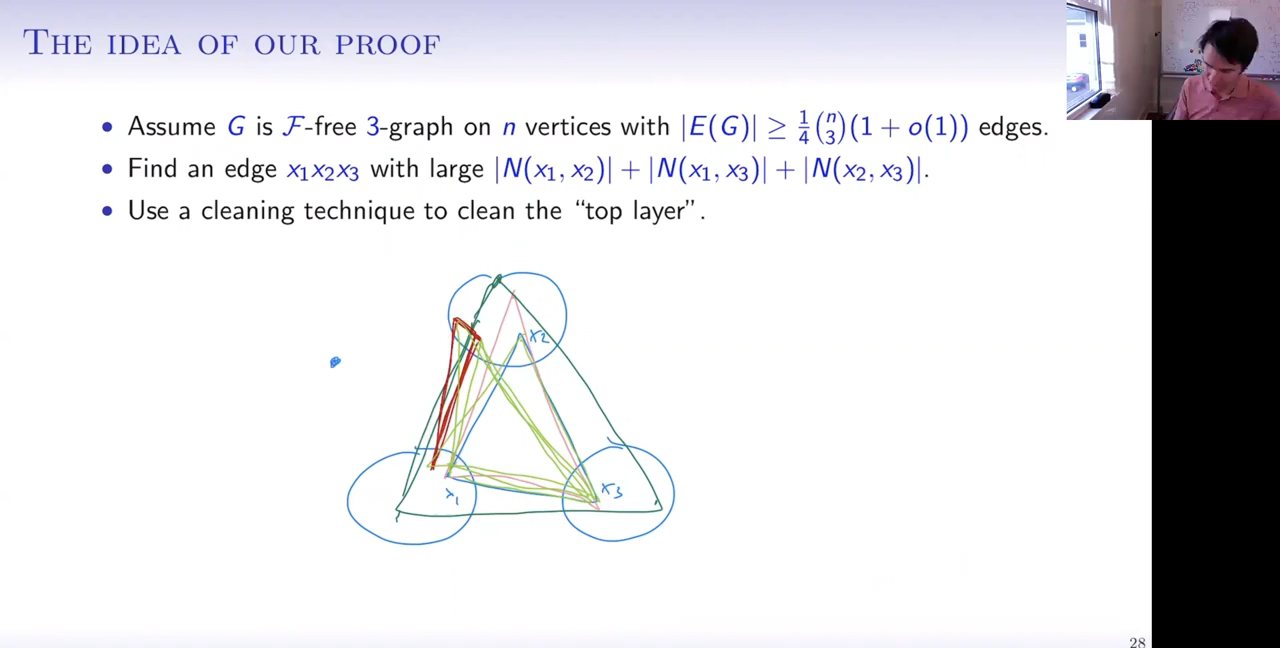 The idea of our proof
• Assume G is ℱ-free 3-graph on n vertices with |E(G)| ≥ \frac{1}{4}\binom{n}{3}(1 + o(1)) edges.
• Find an edge x₁x₂x₃ with large |N(x₁, x₂)| + |N(x₁, x₃)| + |N(x₂, x₃)|.
• Use a cleaning technique to clean the “top layer”.
x₂
x₁
x₃
28